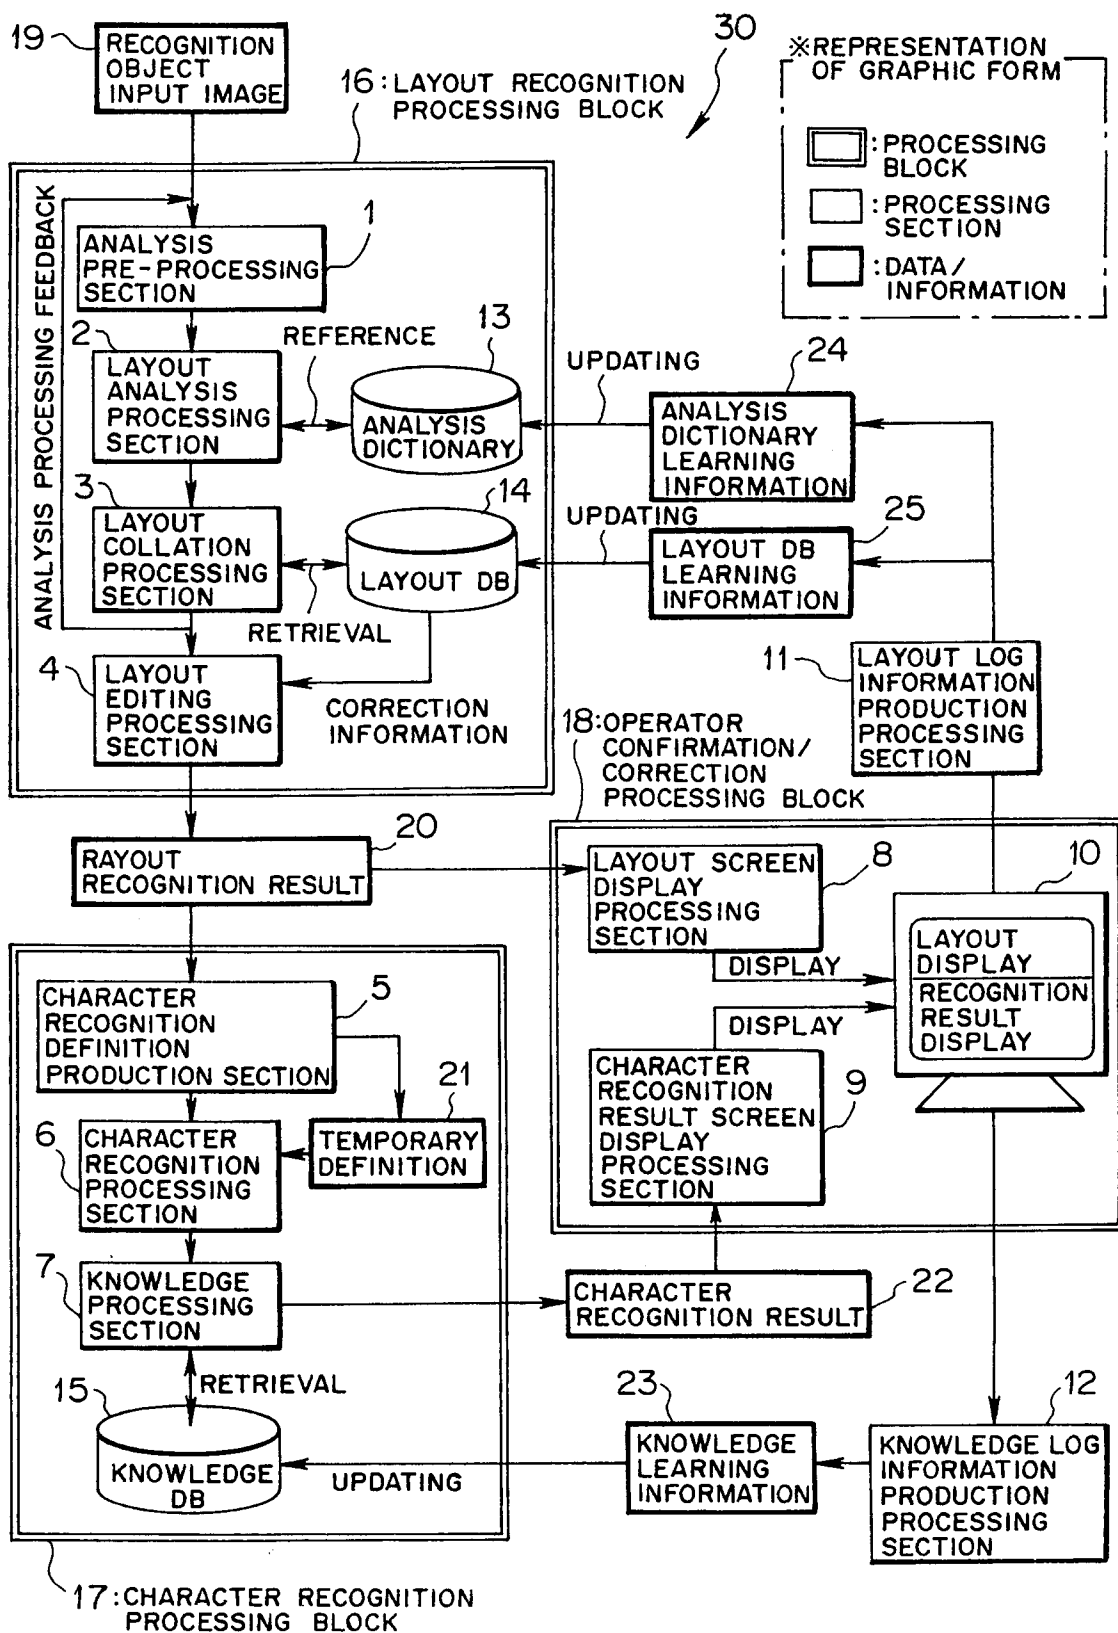 19
RECOGNITION
OBJECT
INPUT IMAGE
30
※REPRESENTATION
OF GRAPHIC FORM
:PROCESSING
BLOCK
:PROCESSING
SECTION
:DATA/
INFORMATION
16:LAYOUT RECOGNITION
PROCESSING BLOCK
ANALYSIS PROCESSING FEEDBACK
1
ANALYSIS
PRE-PROCESSING
SECTION
2
LAYOUT
ANALYSIS
PROCESSING
SECTION
REFERENCE
13
ANALYSIS
DICTIONARY
UPDATING
24
ANALYSIS
DICTIONARY
LEARNING
INFORMATION
3
LAYOUT
COLLATION
PROCESSING
SECTION
RETRIEVAL
14
LAYOUT DB
UPDATING
25
LAYOUT DB
LEARNING
INFORMATION
4
LAYOUT
EDITING
PROCESSING
SECTION
CORRECTION
INFORMATION
11
LAYOUT LOG
INFORMATION
PRODUCTION
PROCESSING
SECTION
18:OPERATOR
CONFIRMATION/
CORRECTION
PROCESSING BLOCK
20
RAYOUT
RECOGNITION RESULT
8
LAYOUT SCREEN
DISPLAY
PROCESSING
SECTION
DISPLAY
10
LAYOUT
DISPLAY
RECOGNITION
RESULT
DISPLAY
DISPLAY
9
CHARACTER
RECOGNITION
RESULT SCREEN
DISPLAY
PROCESSING
SECTION
5
CHARACTER
RECOGNITION
DEFINITION
PRODUCTION SECTION
21
TEMPORARY
DEFINITION
6
CHARACTER
RECOGNITION
PROCESSING
SECTION
7
KNOWLEDGE
PROCESSING
SECTION
22
CHARACTER
RECOGNITION RESULT
RETRIEVAL
15
KNOWLEDGE
DB
UPDATING
23
KNOWLEDGE
LEARNING
INFORMATION
12
KNOWLEDGE LOG
INFORMATION
PRODUCTION
PROCESSING
SECTION
17:CHARACTER RECOGNITION
PROCESSING BLOCK